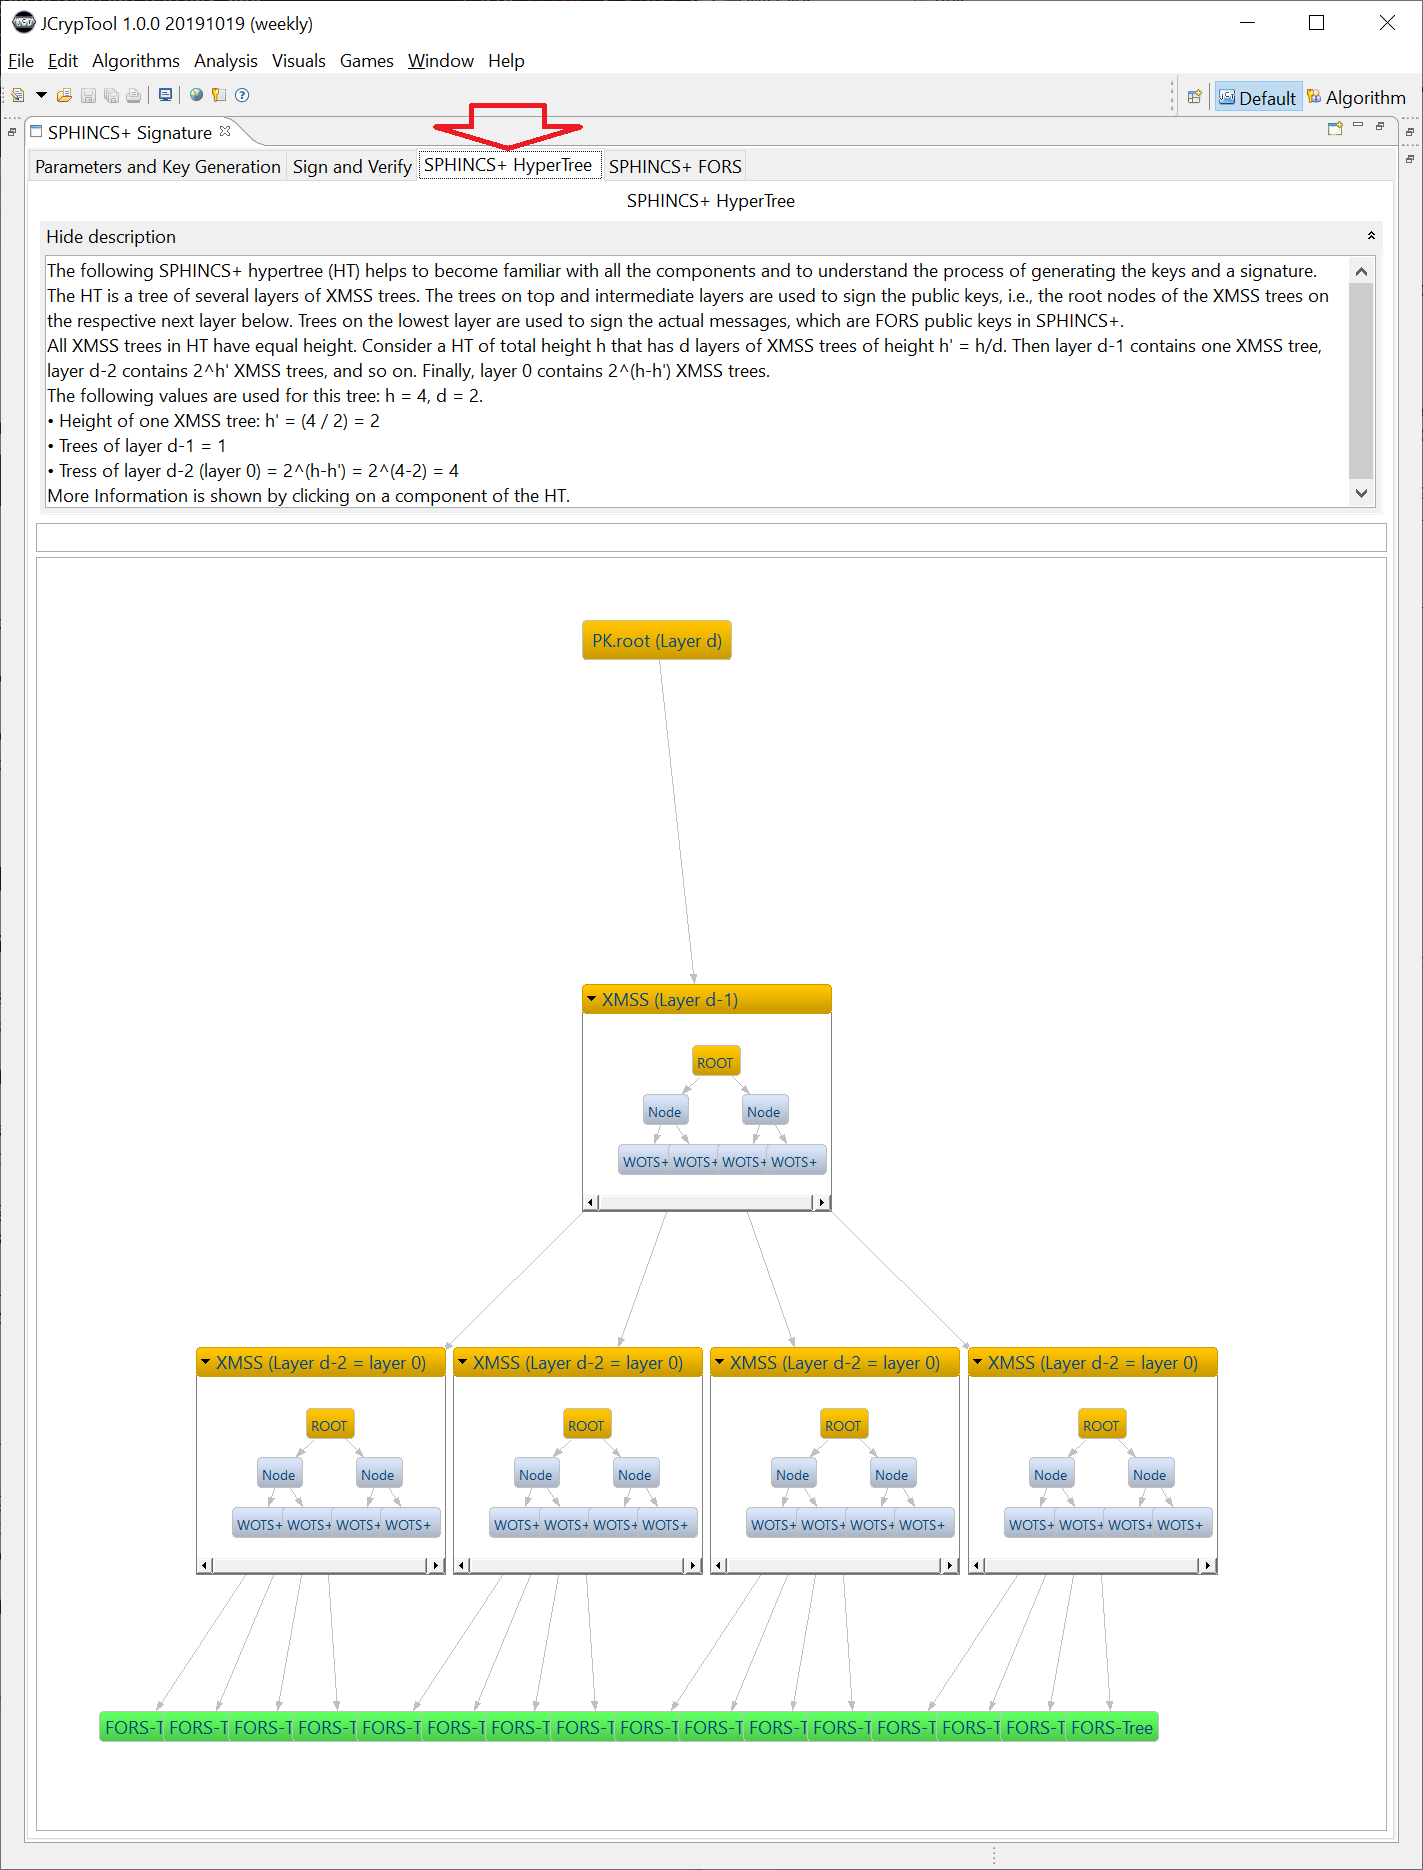 JCrypTool 1.0.0 20191019 (weekly)
File Edit Algorithms Analysis Visuals Games Window Help
Default Algorithm
SPHINCS+ Signature
Parameters and Key Generation Sign and Verify SPHINCS+ HyperTree SPHINCS+ FORS
SPHINCS+ HyperTree
Hide description
The following SPHINCS+ hypertree (HT) helps to become familiar with all the components and to understand the process of generating the keys and a signature.
The HT is a tree of several layers of XMSS trees. The trees on top and intermediate layers are used to sign the public keys, i.e., the root nodes of the XMSS trees on
the respective next layer below. Trees on the lowest layer are used to sign the actual messages, which are FORS public keys in SPHINCS+.
All XMSS trees in HT have equal height. Consider a HT of total height h that has d layers of XMSS trees of height h' = h/d. Then layer d-1 contains one XMSS tree,
layer d-2 contains 2^h' XMSS trees, and so on. Finally, layer 0 contains 2^(h-h') XMSS trees.
The following values are used for this tree: h = 4, d = 2.
• Height of one XMSS tree: h' = (4 / 2) = 2
• Trees of layer d-1 = 1
• Tress of layer d-2 (layer 0) = 2^(h-h') = 2^(4-2) = 4
More Information is shown by clicking on a component of the HT.
PK.root (Layer d)
XMSS (Layer d-1)
ROOT
Node Node
WOTS+ WOTS+ WOTS+ WOTS+
XMSS (Layer d-2 = layer 0) XMSS (Layer d-2 = layer 0) XMSS (Layer d-2 = layer 0) XMSS (Layer d-2 = layer 0)
ROOT ROOT ROOT ROOT
Node Node Node Node Node Node Node Node
WOTS+ WOTS+ WOTS+ WOTS+ WOTS+ WOTS+ WOTS+ WOTS+ WOTS+ WOTS+ WOTS+ WOTS+ WOTS+ WOTS+ WOTS+ WOTS+
FORS-T FORS-T FORS-T FORS-T FORS-T FORS-T FORS-T FORS-T FORS-T FORS-T FORS-T FORS-T FORS-T FORS-T FORS-T FORS-Tree